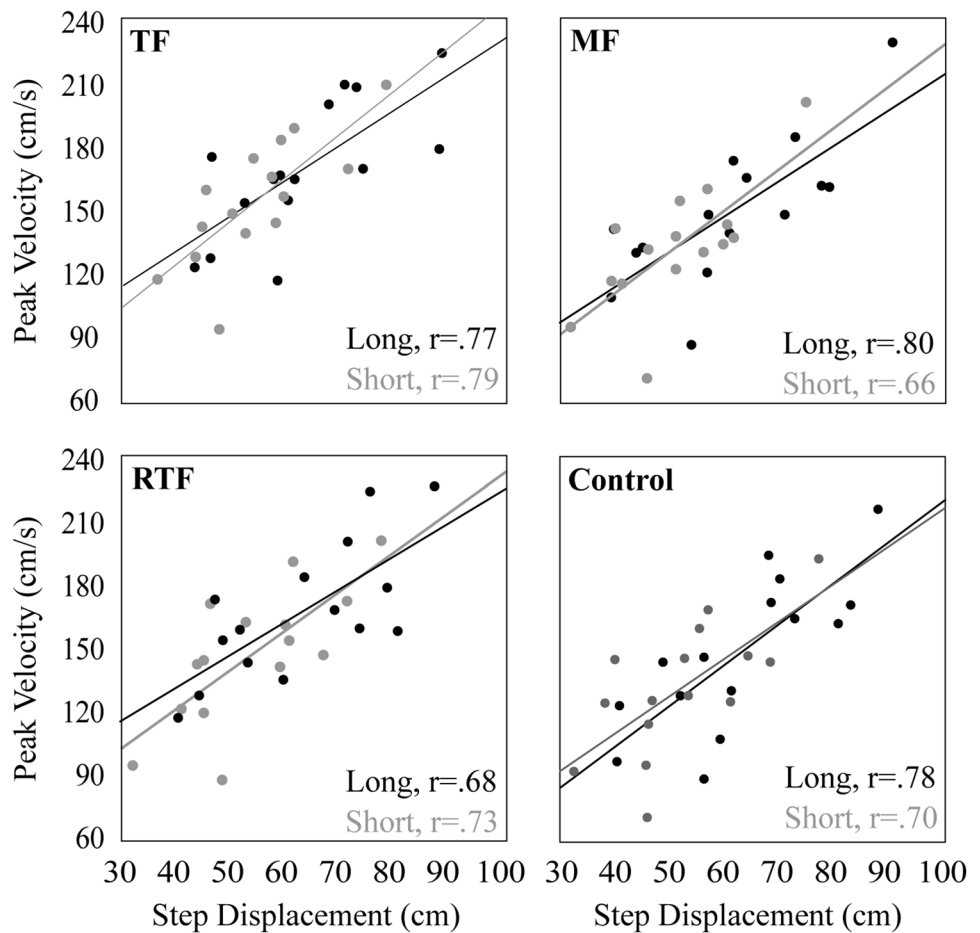 240
210
180
150
120
90
60
Peak Velocity (cm/s)
TF
Long, r=.77
Short, r=.79
MF
Long, r=.80
Short, r=.66
240
210
180
150
120
90
60
Peak Velocity (cm/s)
RTF
Long, r=.68
Short, r=.73
Control
Long, r=.78
Short, r=.70
30 40 50 60 70 80 90 100
Step Displacement (cm)
30 40 50 60 70 80 90 100
Step Displacement (cm)